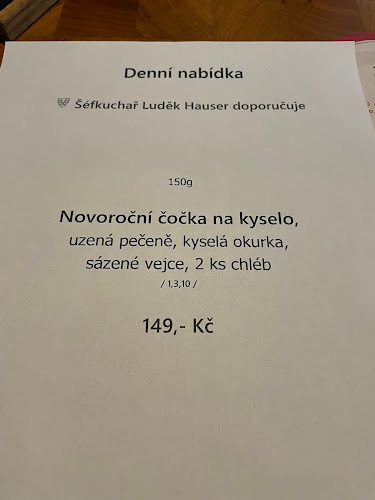 Denní nabídka
Šéfkuchař Luděk Hauser doporučuje
150g
Novoroční čočka na kyselo,
uzená pečeně, kyselá okurka,
sázené vejce, 2 ks chléb
/ 1,3,10 /
149,- Kč